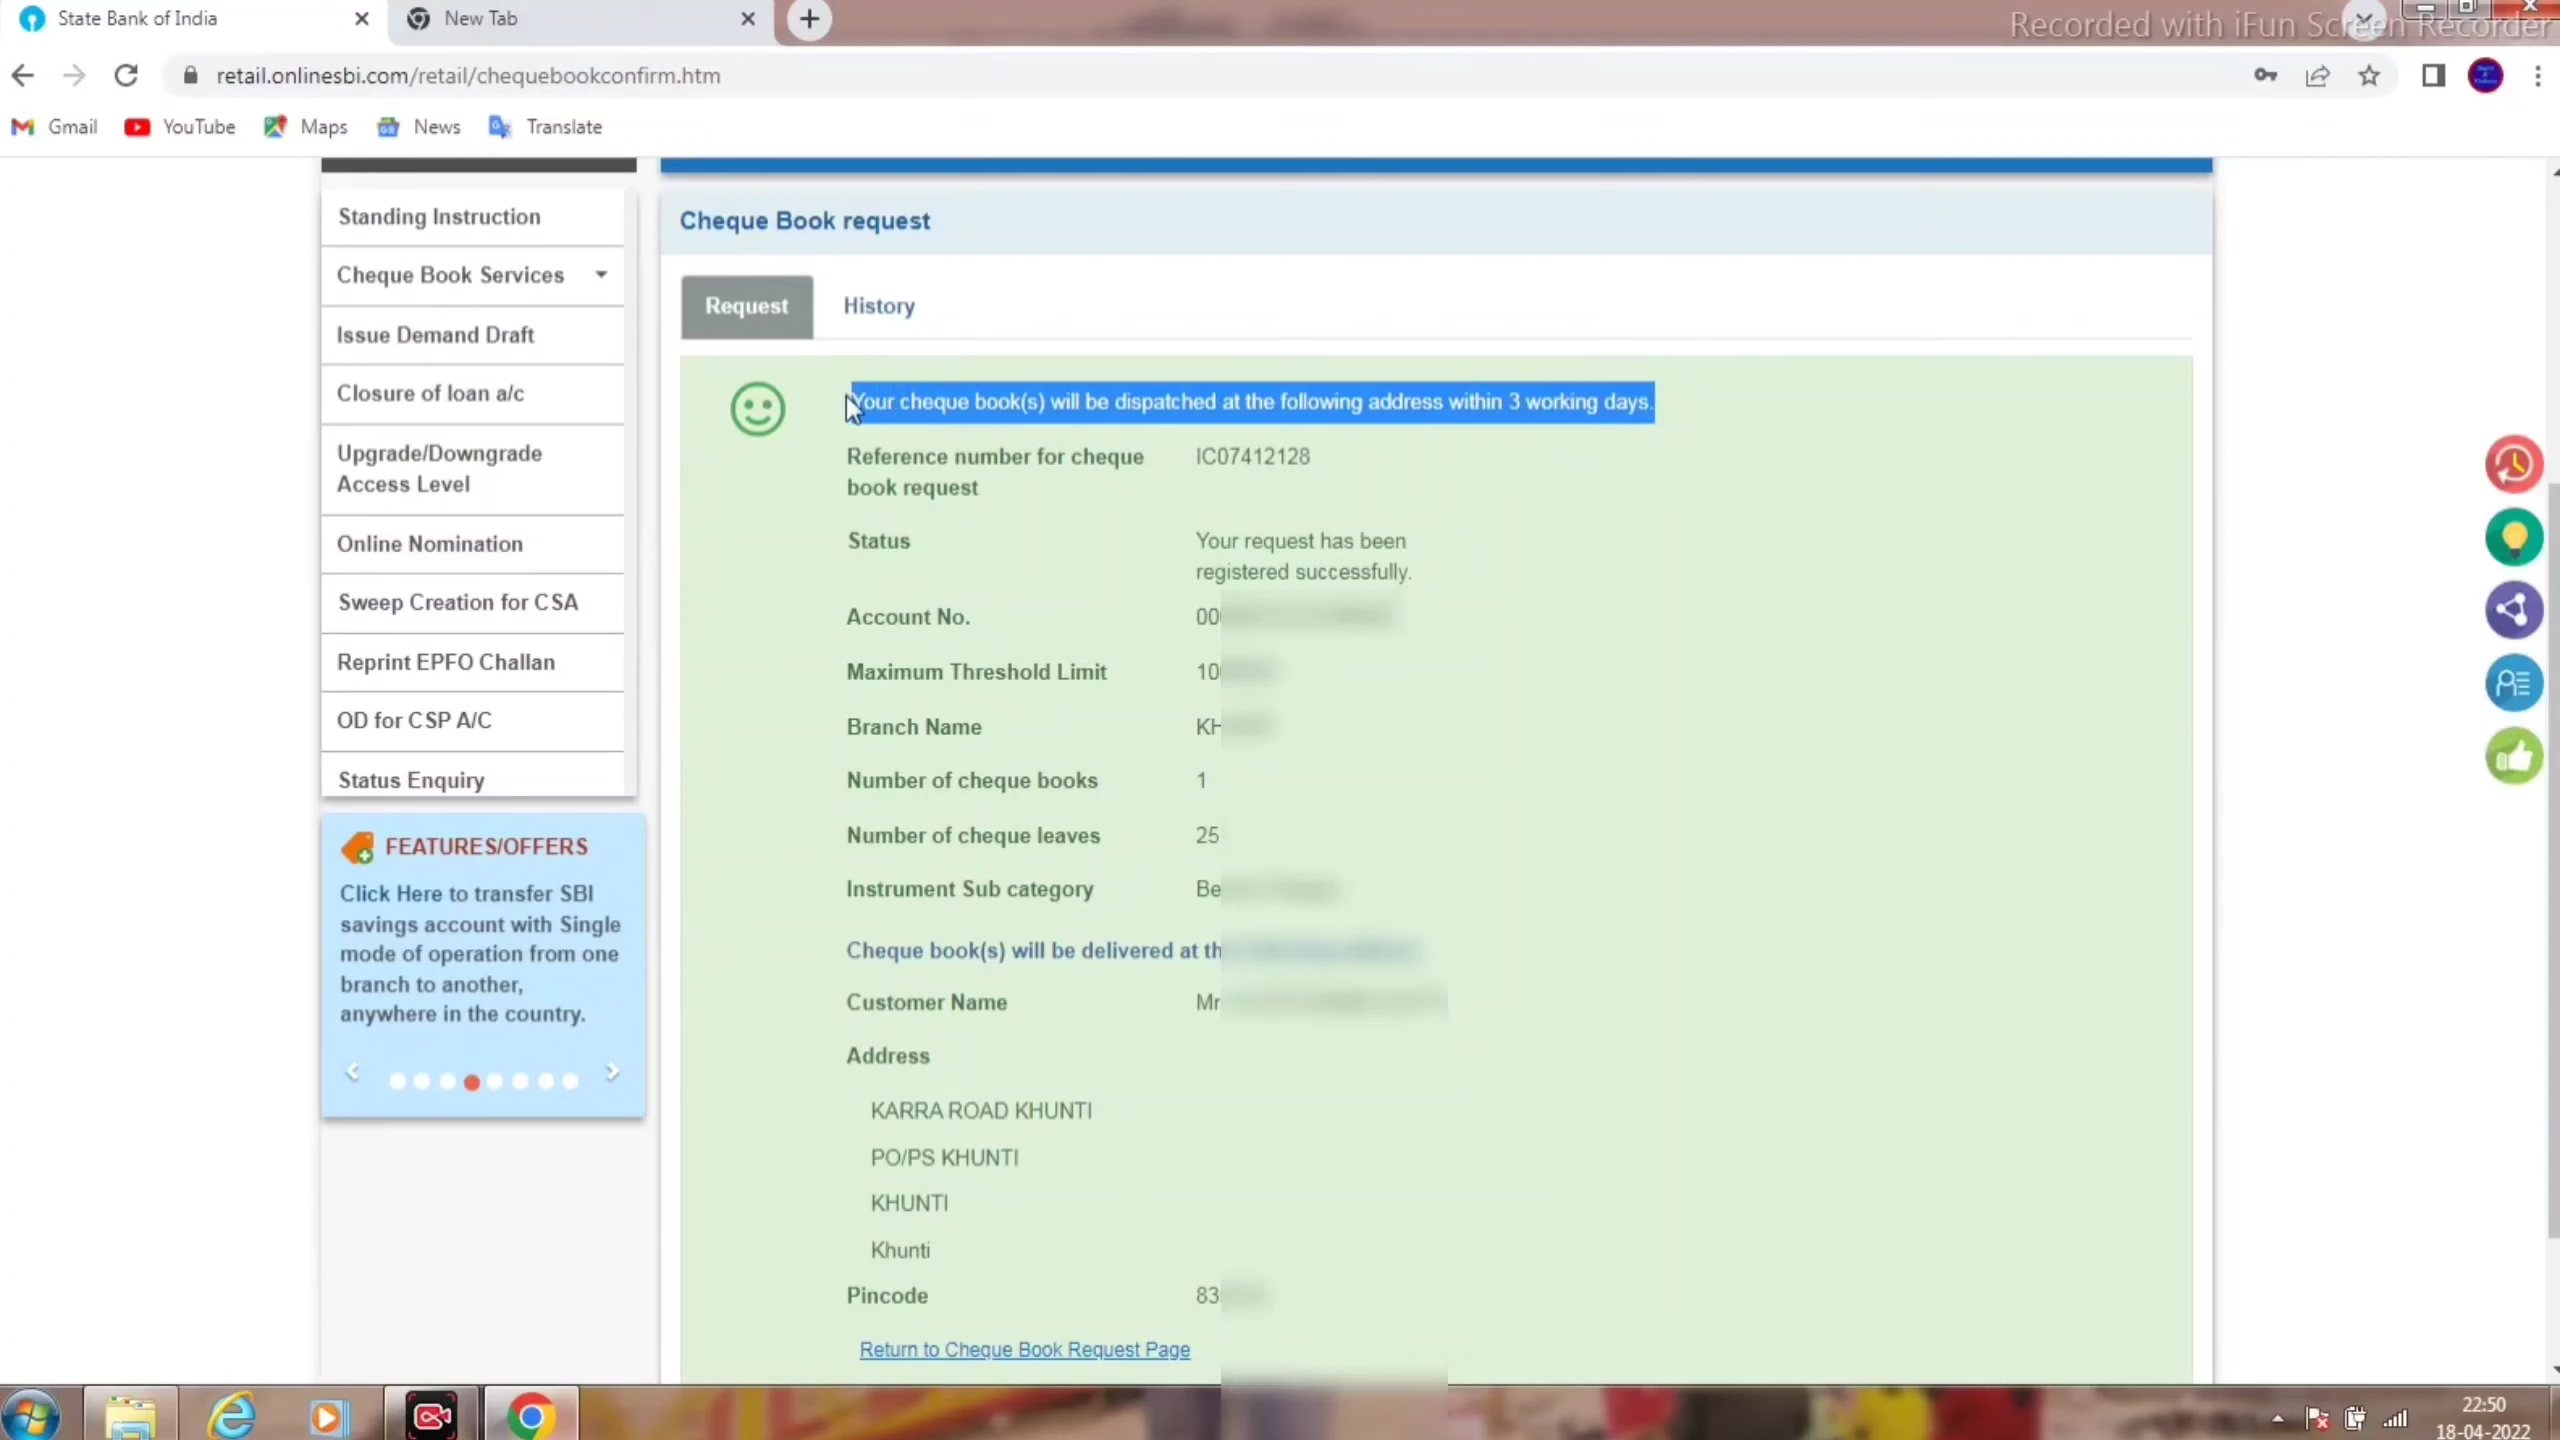 State Bank of India
New Tab
Recorded with iFun Screen Recorder
retail.onlinesbi.com/retail/chequebookconfirm.htm
Gmail
YouTube
Maps
News
Translate
Standing Instruction
Cheque Book Services
Issue Demand Draft
Closure of loan a/c
Upgrade/Downgrade
Access Level
Online Nomination
Sweep Creation for CSA
Reprint EPFO Challan
OD for CSP A/C
Status Enquiry
FEATURES/OFFERS
Click Here to transfer SBI
savings account with Single
mode of operation from one
branch to another,
anywhere in the country.
Cheque Book request
Request
History
Your cheque book(s) will be dispatched at the following address within 3 working days.
Reference number for cheque
book request
IC07412128
Status
Your request has been
registered successfully.
Account No.
00
Maximum Threshold Limit
10
Branch Name
KH
Number of cheque books
1
Number of cheque leaves
25
Instrument Sub category
Be
Cheque book(s) will be delivered at th
Customer Name
Mr
Address
KARRA ROAD KHUNTI
PO/PS KHUNTI
KHUNTI
Khunti
Pincode
83
Return to Cheque Book Request Page
22:50
18-04-2022